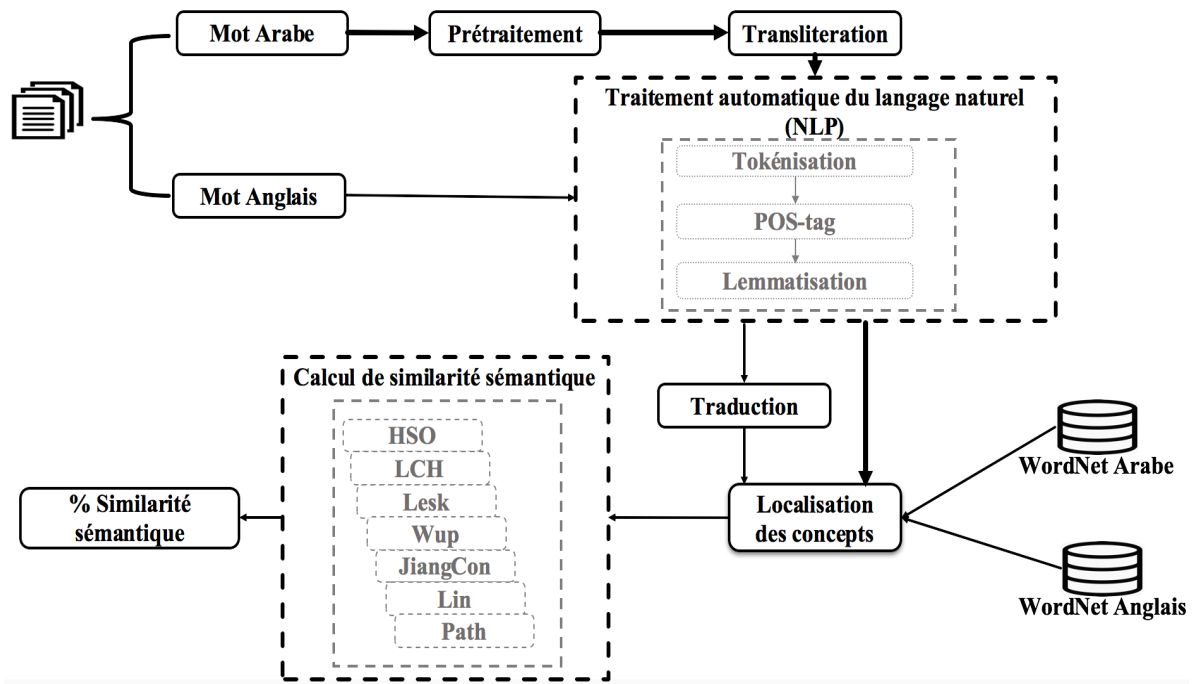 Mot Arabe
Prétraitement
Transliteration
Traitement automatique du langage naturel
(NLP)
Tokénisation
Mot Anglais
POS-tag
Lemmatisation
Calcul de similarité sémantique
Traduction
HSO
LCH
Lesk
Wup
JiangCon
Lin
Path
WordNet Arabe
% Similarité
sémantique
Localisation
des concepts
WordNet Anglais